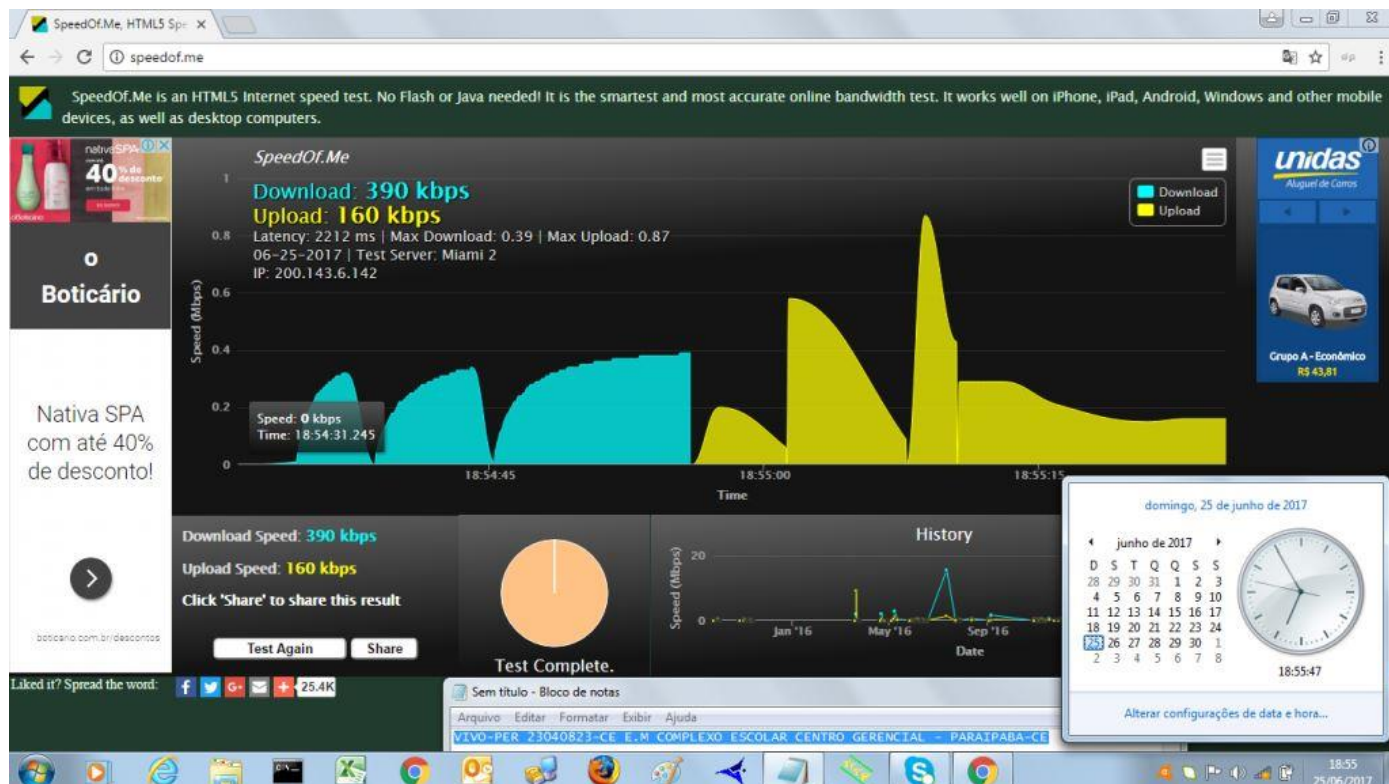 SpeedOf.Me, HTML5 Spe
speedof.me
SpeedOf.Me is an HTML5 Internet speed test. No Flash or Java needed! It is the smartest and most accurate online bandwidth test. It works well on iPhone, iPad, Android, Windows and other mobile
devices, as well as desktop computers.
nativa SPA
40% de
desconto
o
Boticário
Nativa SPA
com até 40%
de desconto!
boticario.com.br/descontos
SpeedOf.Me
Download: 390 kbps
Upload: 160 kbps
Latency: 2212 ms | Max Download: 0.39 | Max Upload: 0.87
06-25-2017 | Test Server: Miami 2
IP: 200.143.6.142
Download
Upload
Speed (Mbps)
1
0.8
0.6
0.4
0.2
0
Speed: 0 kbps
Time: 18:54:31.245
18:54:45
18:55:00
18:55:15
Time
unidas
Aluguel de Carros
Grupo A - Econômico
R$ 43,81
Download Speed: 390 kbps
Upload Speed: 160 kbps
Click 'Share' to share this result
Test Again
Share
Test Complete.
History
Speed (Mbps)
20
0
Jan '16
May '16
Sep '16
Date
domingo, 25 de junho de 2017
junho de 2017
D S T Q Q S S
28 29 30 31 1 2 3
4 5 6 7 8 9 10
11 12 13 14 15 16 17
18 19 20 21 22 23 24
25 26 27 28 29 30 1
2 3 4 5 6 7 8
18:55:47
Alterar configurações de data e hora...
Liked it? Spread the word:
25.4K
Sem título - Bloco de notas
Arquivo Editar Formatar Exibir Ajuda
VIVO-PER 23040823-CE E.M COMPLEXO ESCOLAR CENTRO GERENCIAL - PARAIPABA-CE
18:55
25/06/2017